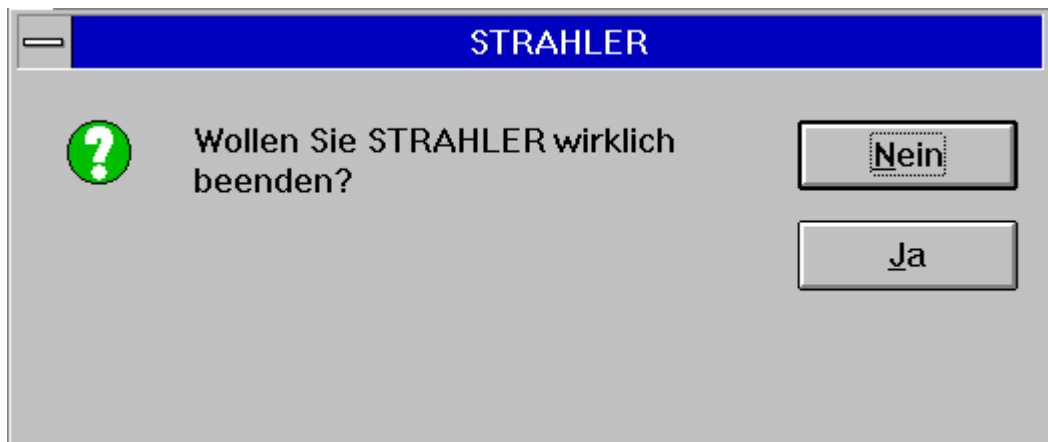 STRAHLER
Wollen Sie STRAHLER wirklich
beenden?
Nein
Ja